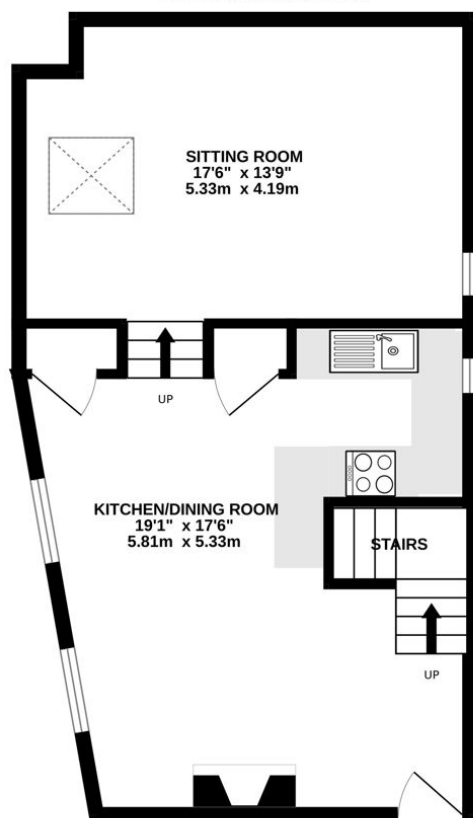 SITTING ROOM
17'6" x 13'9"
5.33m x 4.19m
UP
KITCHEN/DINING ROOM
19'1" x 17'6"
5.81m x 5.33m
STAIRS
UP